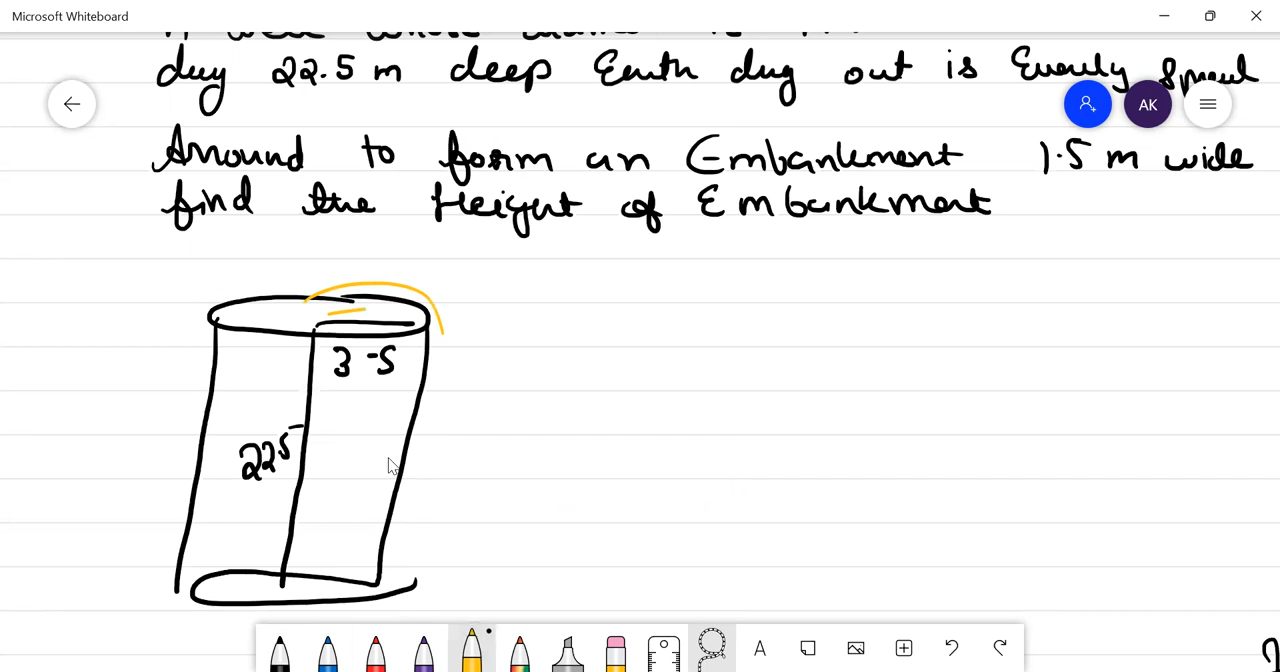 Microsoft Whiteboard
dug 22.5 m deep Earth dug out is Evenly Spread
AK
Arround to form an Embankment 1.5 m wide
find the Height of Embankment
3-5
22.5
A